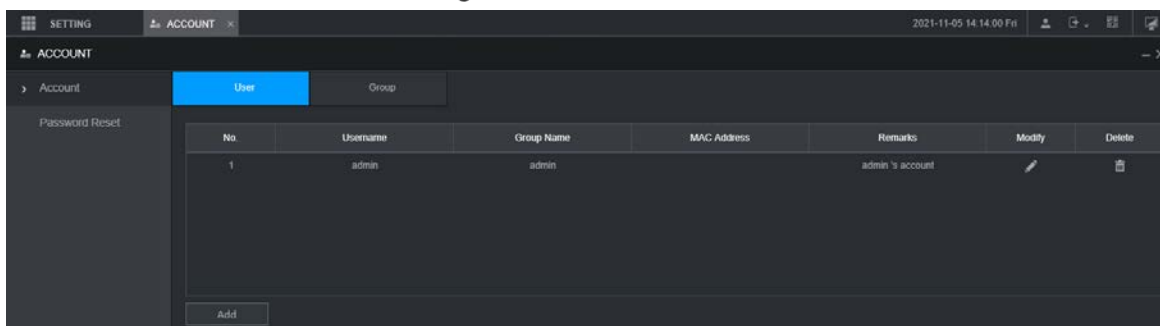 SETTING ACCOUNT × 2021-11-05 14:14:00 Fri
ACCOUNT
Account User Group
Password Reset
No. Username Group Name MAC Address Remarks Modify Delete
1 admin admin admin 's account
Add